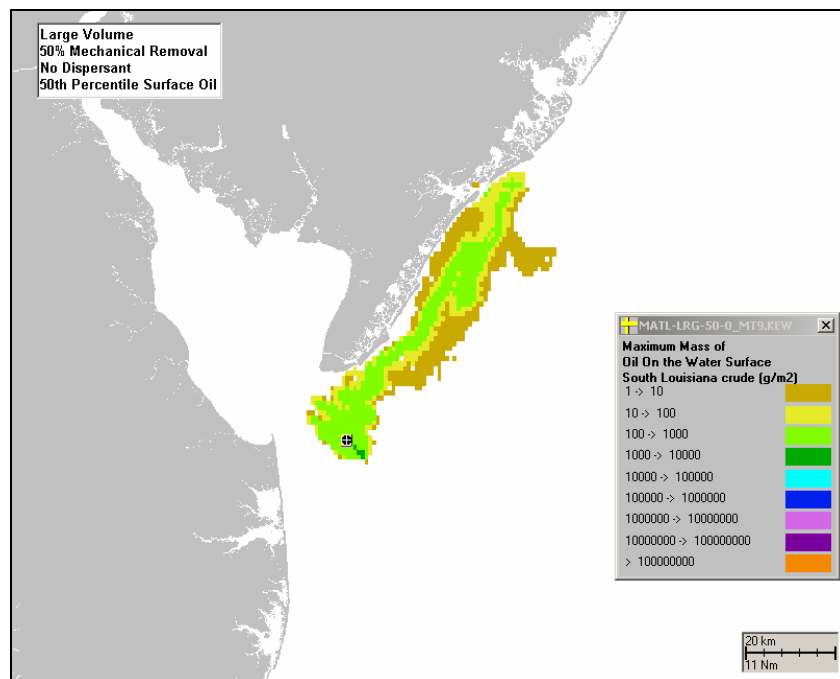 Large Volume
50% Mechanical Removal
No Dispersant
50th Percentile Surface Oil
MATL-LRG-50-0_MT9.KEW
Maximum Mass of
Oil On the Water Surface
South Louisiana crude (g/m2)
1 -> 10
10 -> 100
100 -> 1000
1000 -> 10000
10000 -> 100000
100000 -> 1000000
1000000 -> 10000000
10000000 -> 100000000
> 100000000
20 km
11 Nm